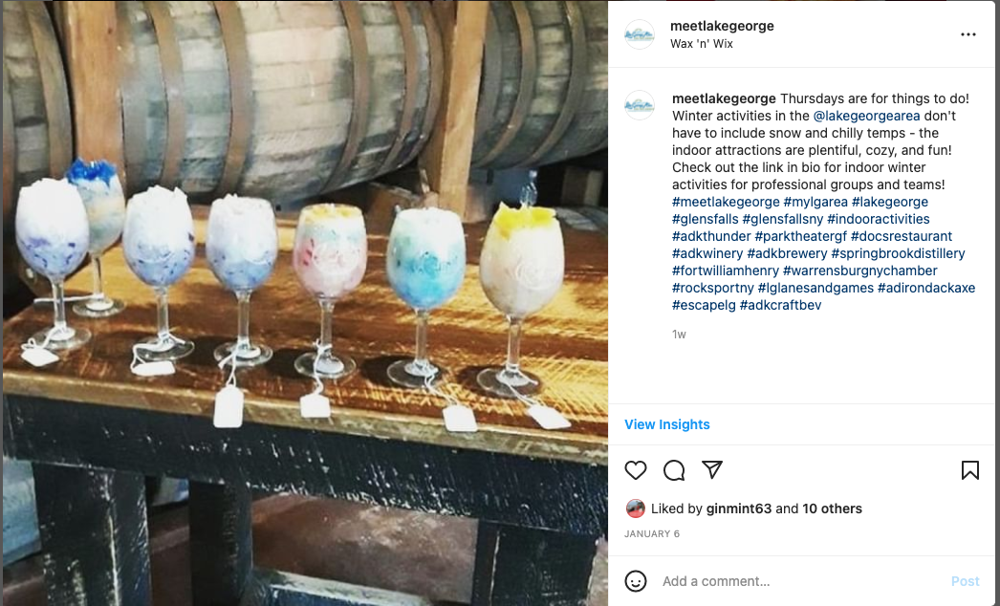 meetlakegeorge
Wax 'n' Wix
meetlakegeorge Thursdays are for things to do!
Winter activities in the @lakegeorgearea don't
have to include snow and chilly temps - the
indoor attractions are plentiful, cozy, and fun!
Check out the link in bio for indoor winter
activities for professional groups and teams!
#meetlakegeorge #mylgarea #lakegeorge
#glensfalls #glensfallsny #indooractivities
#adkthunder #parktheatergf #docsrestaurant
#adkwinery #adkbrewery #springbrookdistillery
#fortwilliamhenry #warrensburgnychamber
#rocksportny #lglanesandgames #adirondackaxe
#escapelg #adkcraftbev
1w
View Insights
Liked by ginmint63 and 10 others
JANUARY 6
Add a comment...
Post